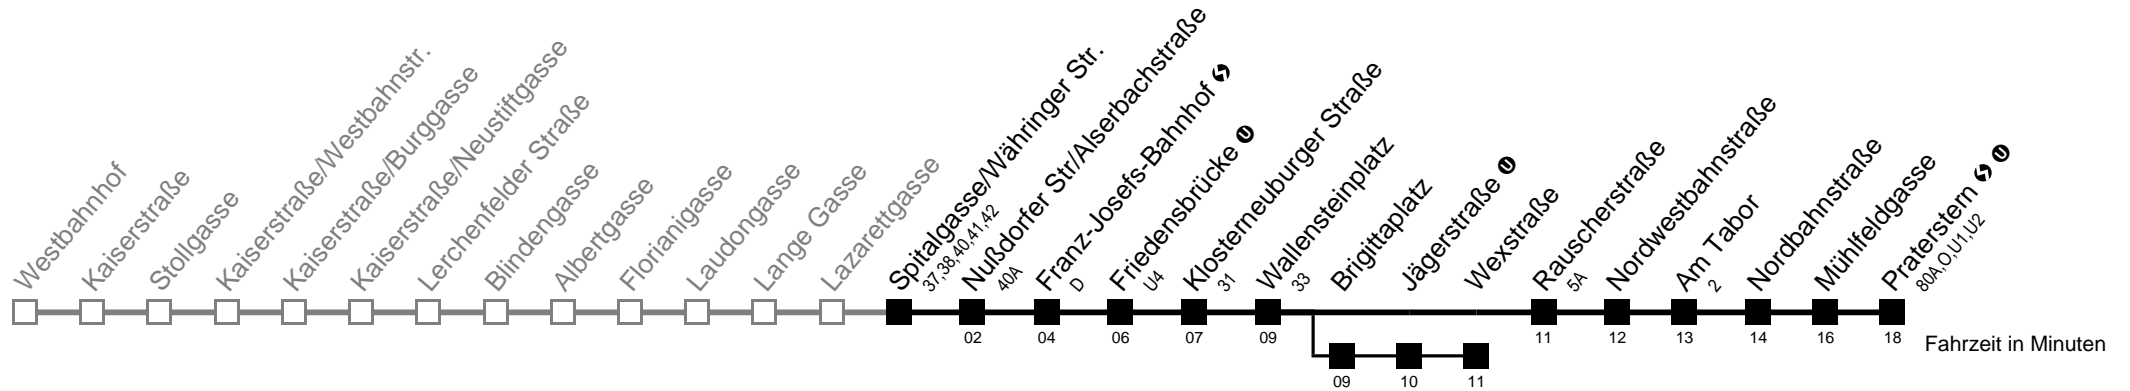 Westbahnhof
Kaiserstraße
Stollgasse
Kaiserstraße/Westbahnstr.
Kaiserstraße/Burggasse
Kaiserstraße/Neustiftgasse
Lerchenfelder Straße
Blindengasse
Albertgasse
Florianigasse
Laudongasse
Lange Gasse
Lazarettgasse
Spitalgasse/Währinger Str.
37,38,40,41,42
Nußdorfer Str/Alserbachstraße
40A
Franz-Josefs-Bahnhof
D
Friedensbrücke U
U4
Klosterneuburger Straße
31
Wallensteinplatz
33
Brigittaplatz
Jägerstraße U
Wexstraße
Rauscherstraße
5A
Nordwestbahnstraße
Am Tabor
2
Nordbahnstraße
Mühlfeldgasse
Praterstern U
80A,O,U1,U2
02 04 06 07 09 11 12 13 14 16 18
Fahrzeit in Minuten
09 10 11